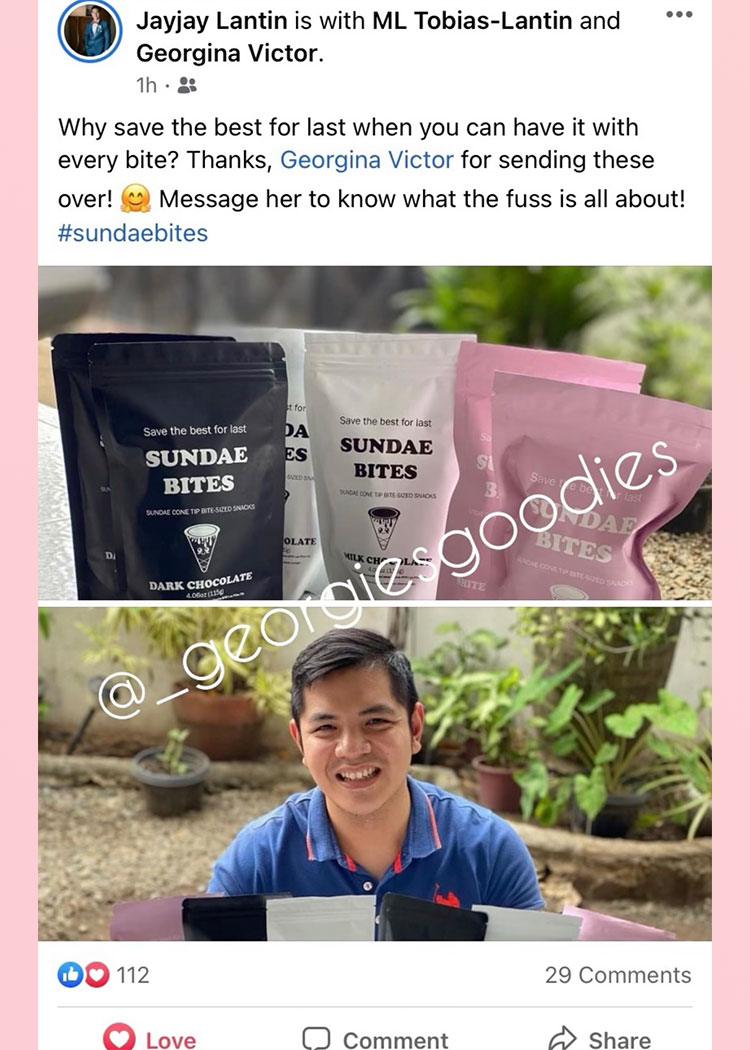 Jayjay Lantin is with ML Tobias-Lantin and
Georgina Victor.
1h ·
Why save the best for last when you can have it with
every bite? Thanks, Georgina Victor for sending these
over! 🤗 Message her to know what the fuss is all about!
#sundaebites
Save the best for last
SUNDAE
BITES
SUNDAE CONE TIP BITE-SIZED SNACKS
DARK CHOCOLATE
4.06oz (115g)
st for
DA
ES
OLATE
Save the best for last
SUNDAE
BITES
SUNDAE CONE TIP BITE-SIZED SNACKS
MILK CHOCOLATE
Save the best for last
SUNDAE
BITES
SUNDAE CONE TIP BITE-SIZED SNACKS
@_georgiesgoodies
112
29 Comments
Love
Comment
Share